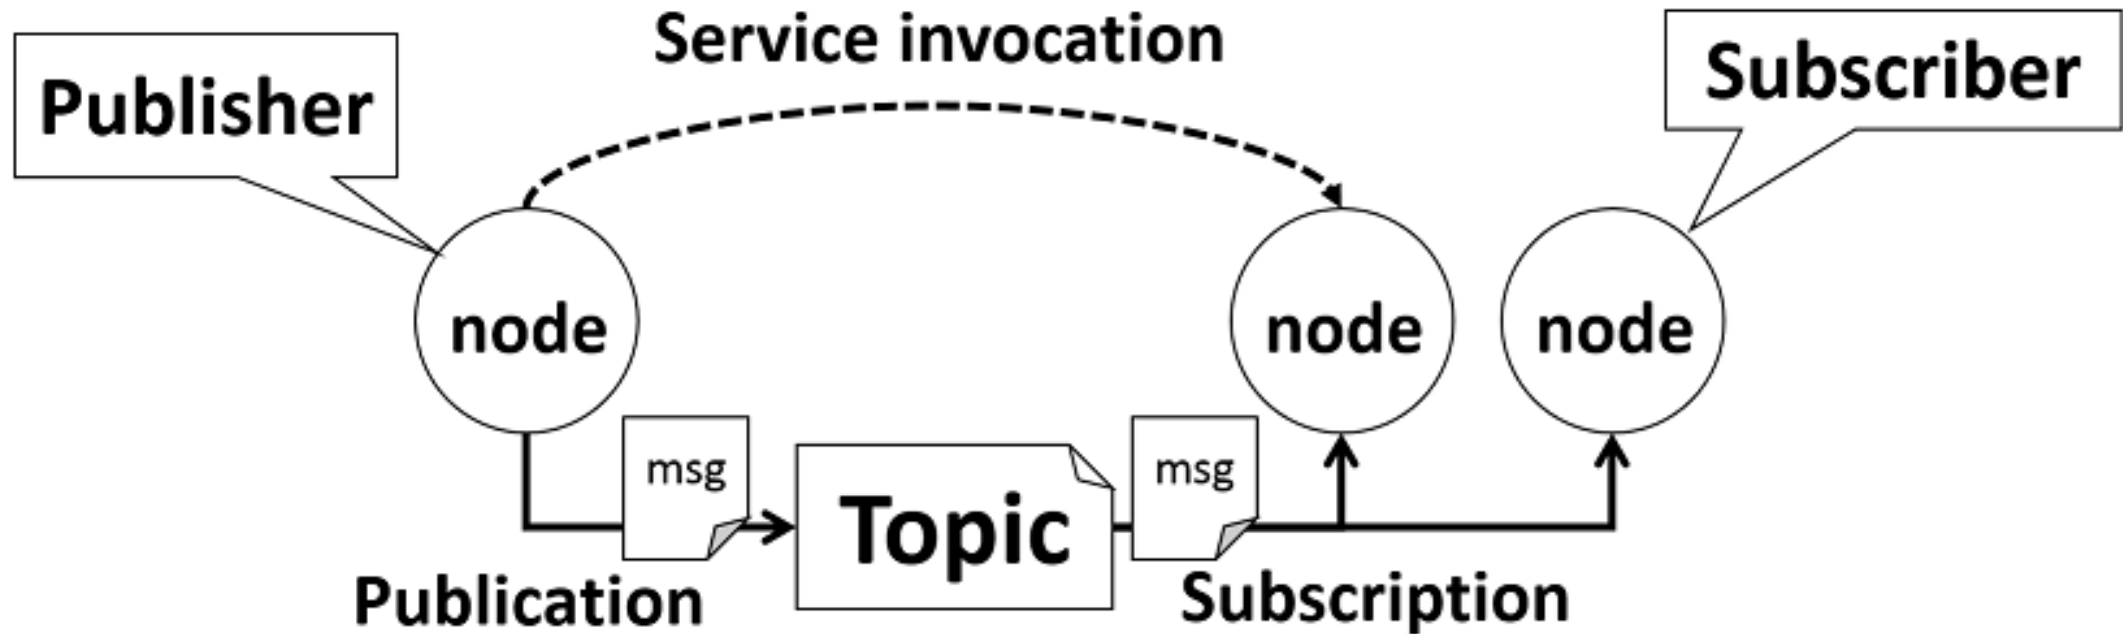 Service invocation
Publisher
Subscriber
node
node
node
msg
msg
Topic
Publication
Subscription